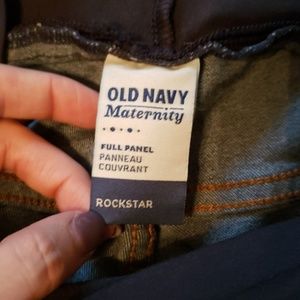 OLD NAVY
Maternity
FULL PANEL
PANNEAU
COUVRANT
ROCKSTAR